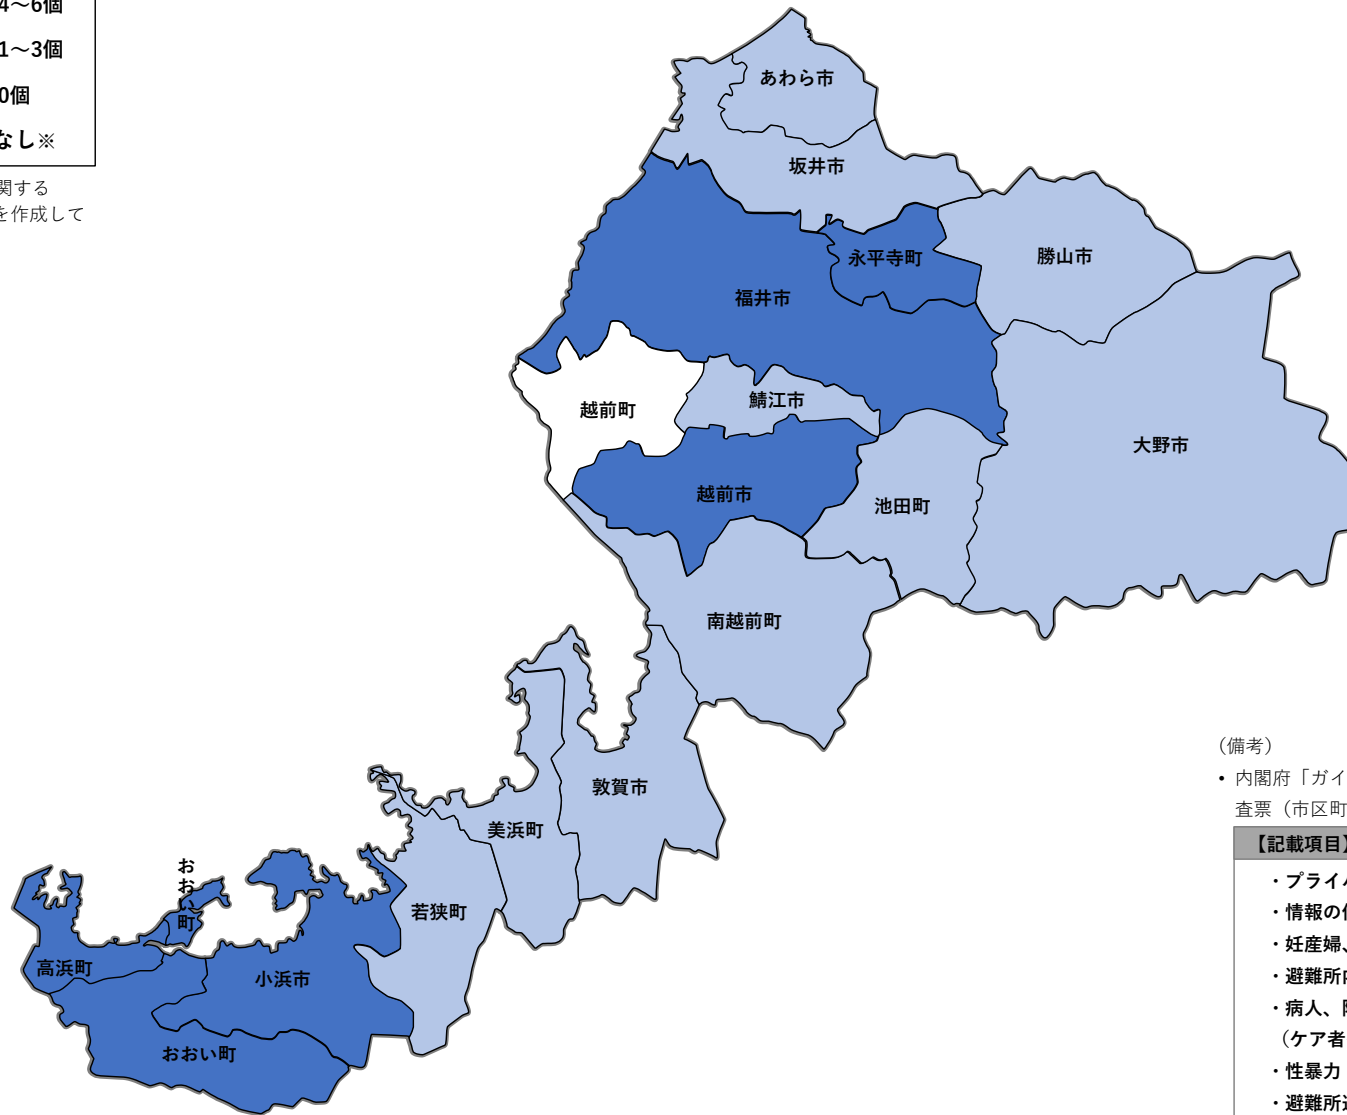 4～6個
1～3個
0個
なし※
関する
を作成して
あわら市
坂井市
永平寺町
勝山市
福井市
越前町
鯖江市
大野市
越前市
池田町
南越前町
敦賀市
美浜町
若狭町
おおい町
高浜町
小浜市
おおい町
（備考）
• 内閣府「ガイ
査票（市区町
【記載項目】
・プライバ
・情報の
・妊産婦、
・避難所
・病人、
（ケア者
・性暴力
・避難所